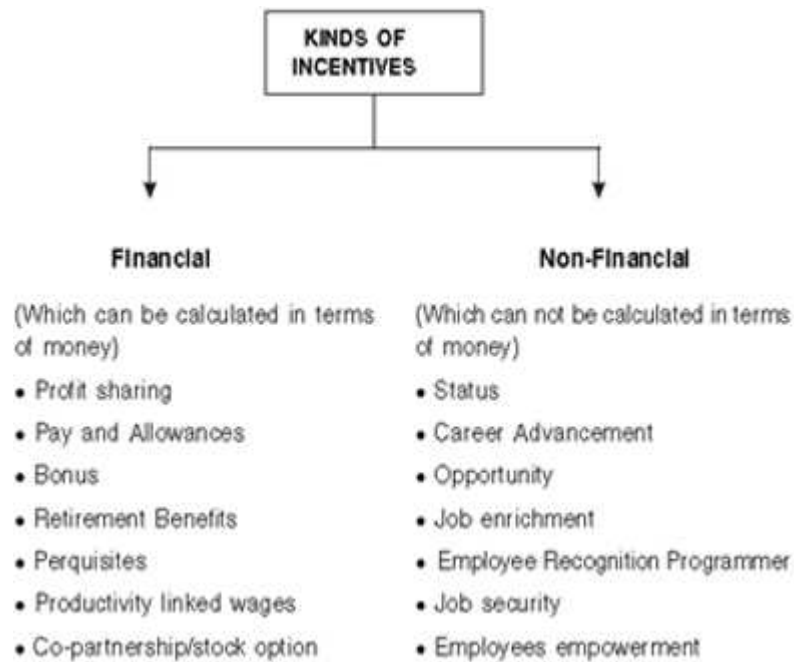 KINDS OF
INCENTIVES
Financial
(Which can be calculated in terms
of money)
• Profit sharing
• Pay and Allowances
• Bonus
• Retirement Benefits
• Perquisites
• Productivity linked wages
• Co-partnership/stock option
Non-Financial
(Which can not be calculated in terms
of money)
• Status
• Career Advancement
• Opportunity
• Job enrichment
• Employee Recognition Programmer
• Job security
• Employees empowerment